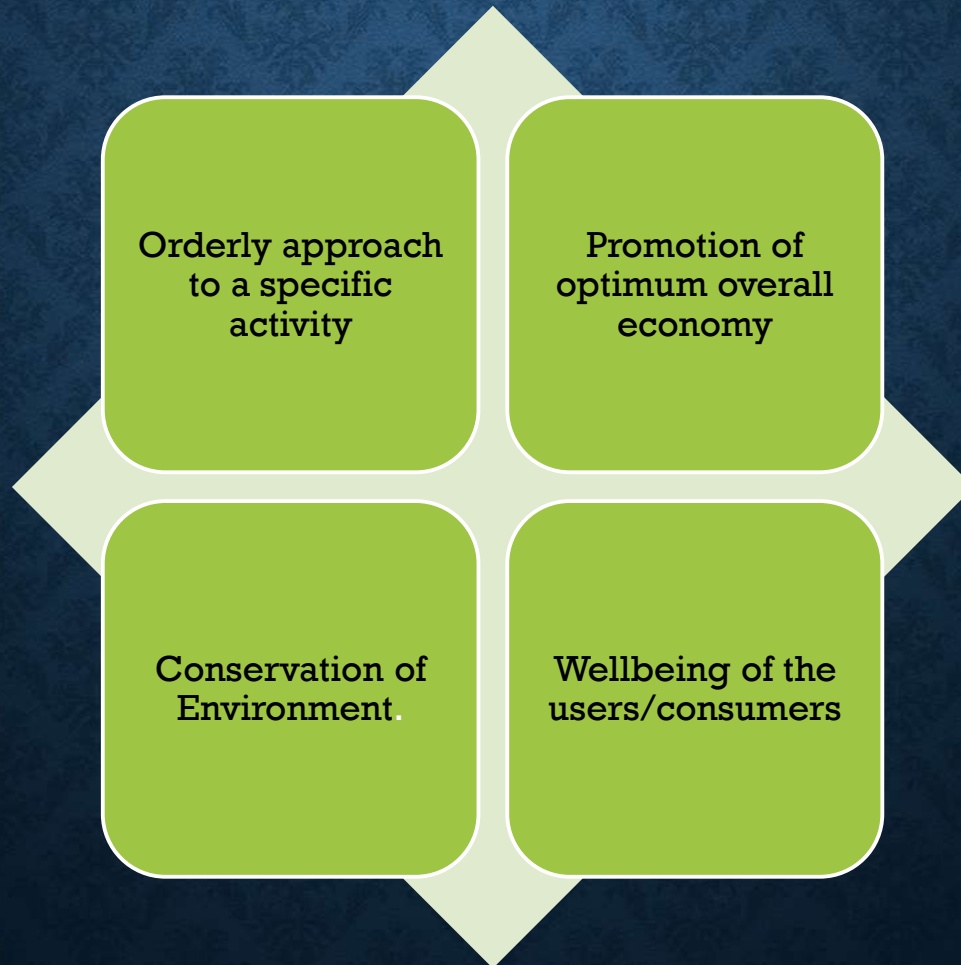 Orderly approach
to a specific
activity
Promotion of
optimum overall
economy
Conservation of
Environment.
Wellbeing of the
users/consumers